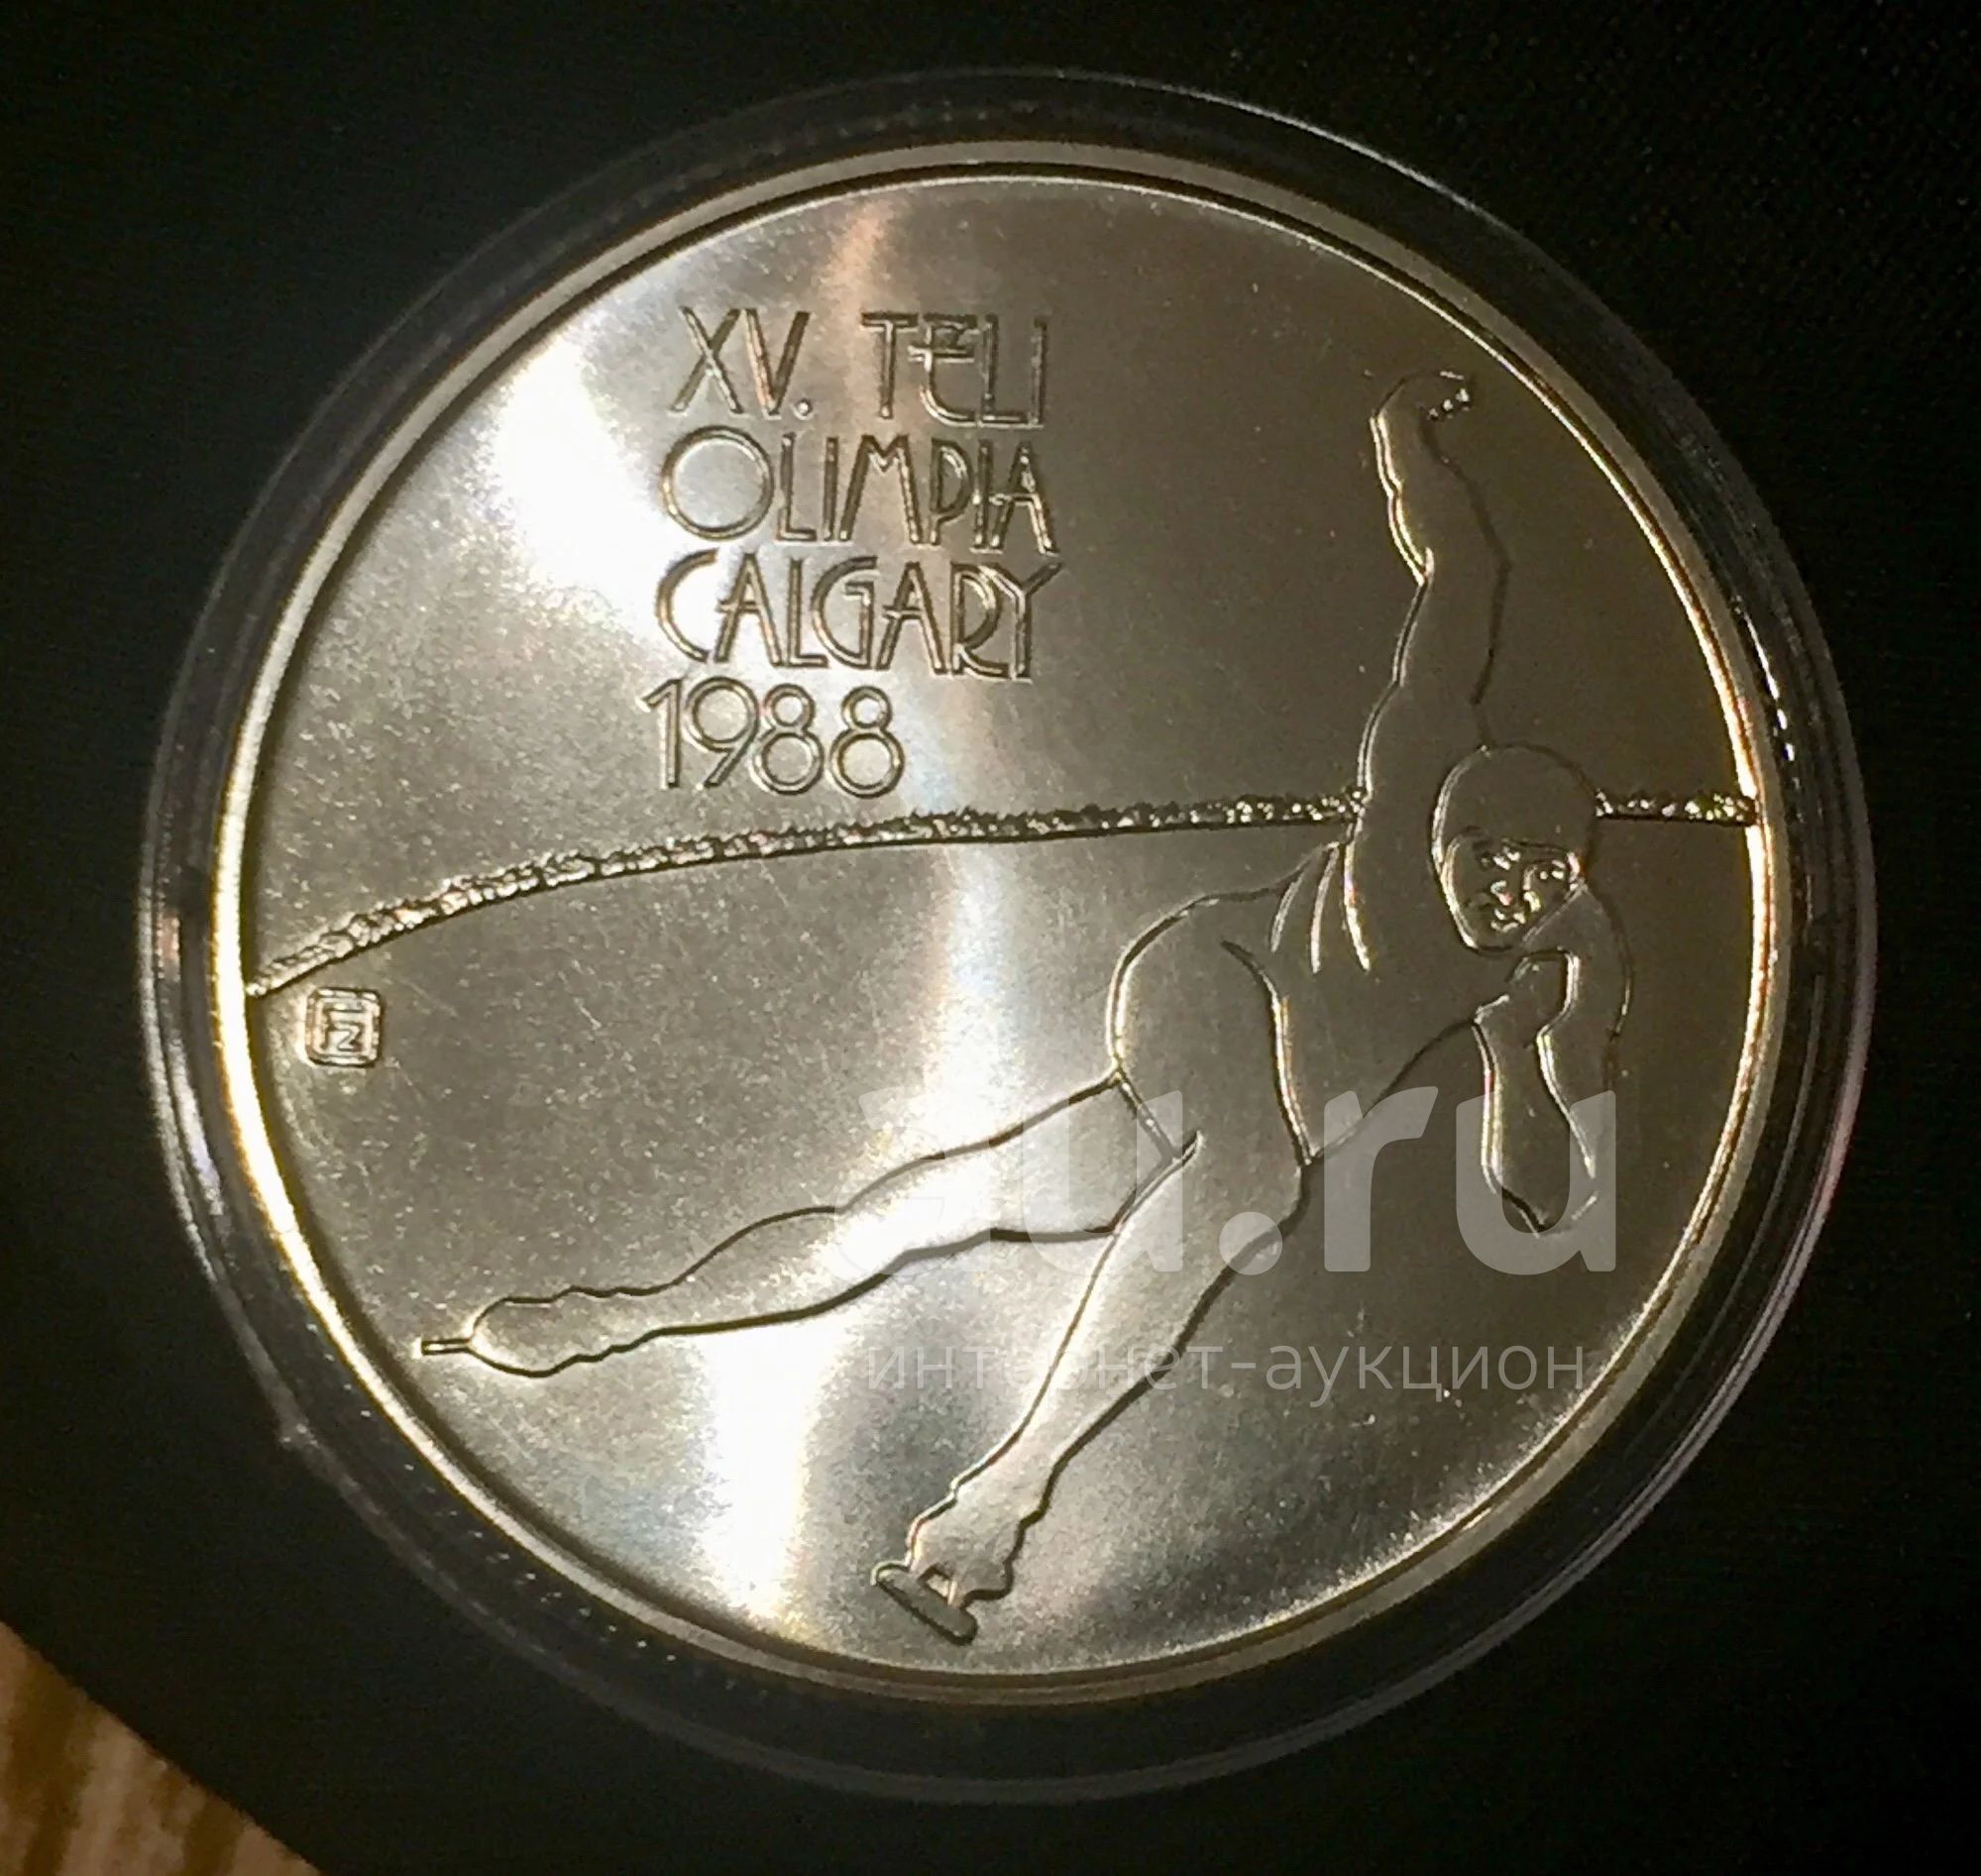 XV. TÉLI
OLIMPIA
CALGARY
1988
au.ru
интернет-аукцион